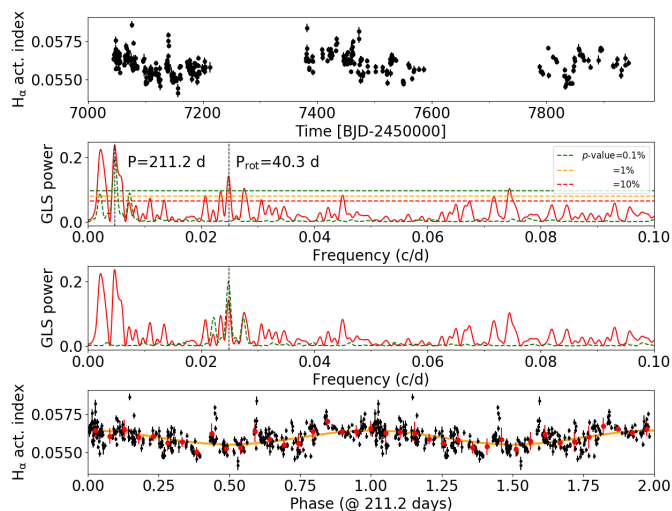 Hα act. index
0.0575
0.0550
7000 7200 7400 7600 7800
Time [BJD-2450000]
GLS power
0.2
0.0
P=211.2 d
Prot=40.3 d
p-value=0.1%
=1%
=10%
0.00 0.02 0.04 0.06 0.08 0.10
Frequency (c/d)
GLS power
0.2
0.0
0.00 0.02 0.04 0.06 0.08 0.10
Frequency (c/d)
Hα act. index
0.0575
0.0550
0.00 0.25 0.50 0.75 1.00 1.25 1.50 1.75 2.00
Phase (@ 211.2 days)